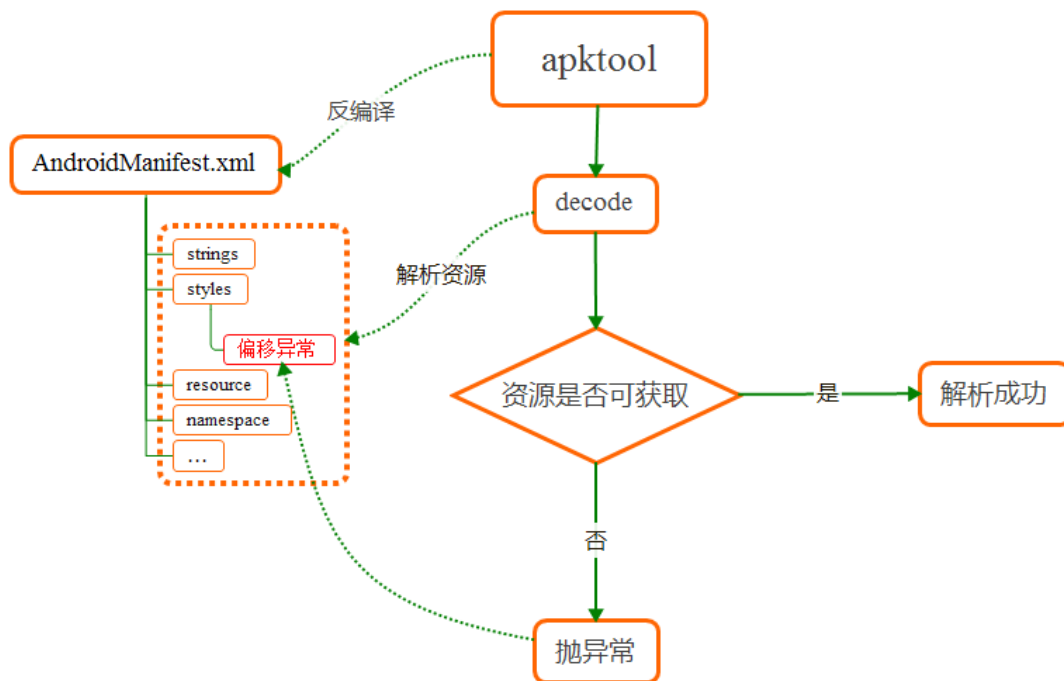 apktool
反编译
AndroidManifest.xml
decode
strings
解析资源
styles
偏移异常
resource
资源是否可获取
是
解析成功
namespace
...
否
抛异常